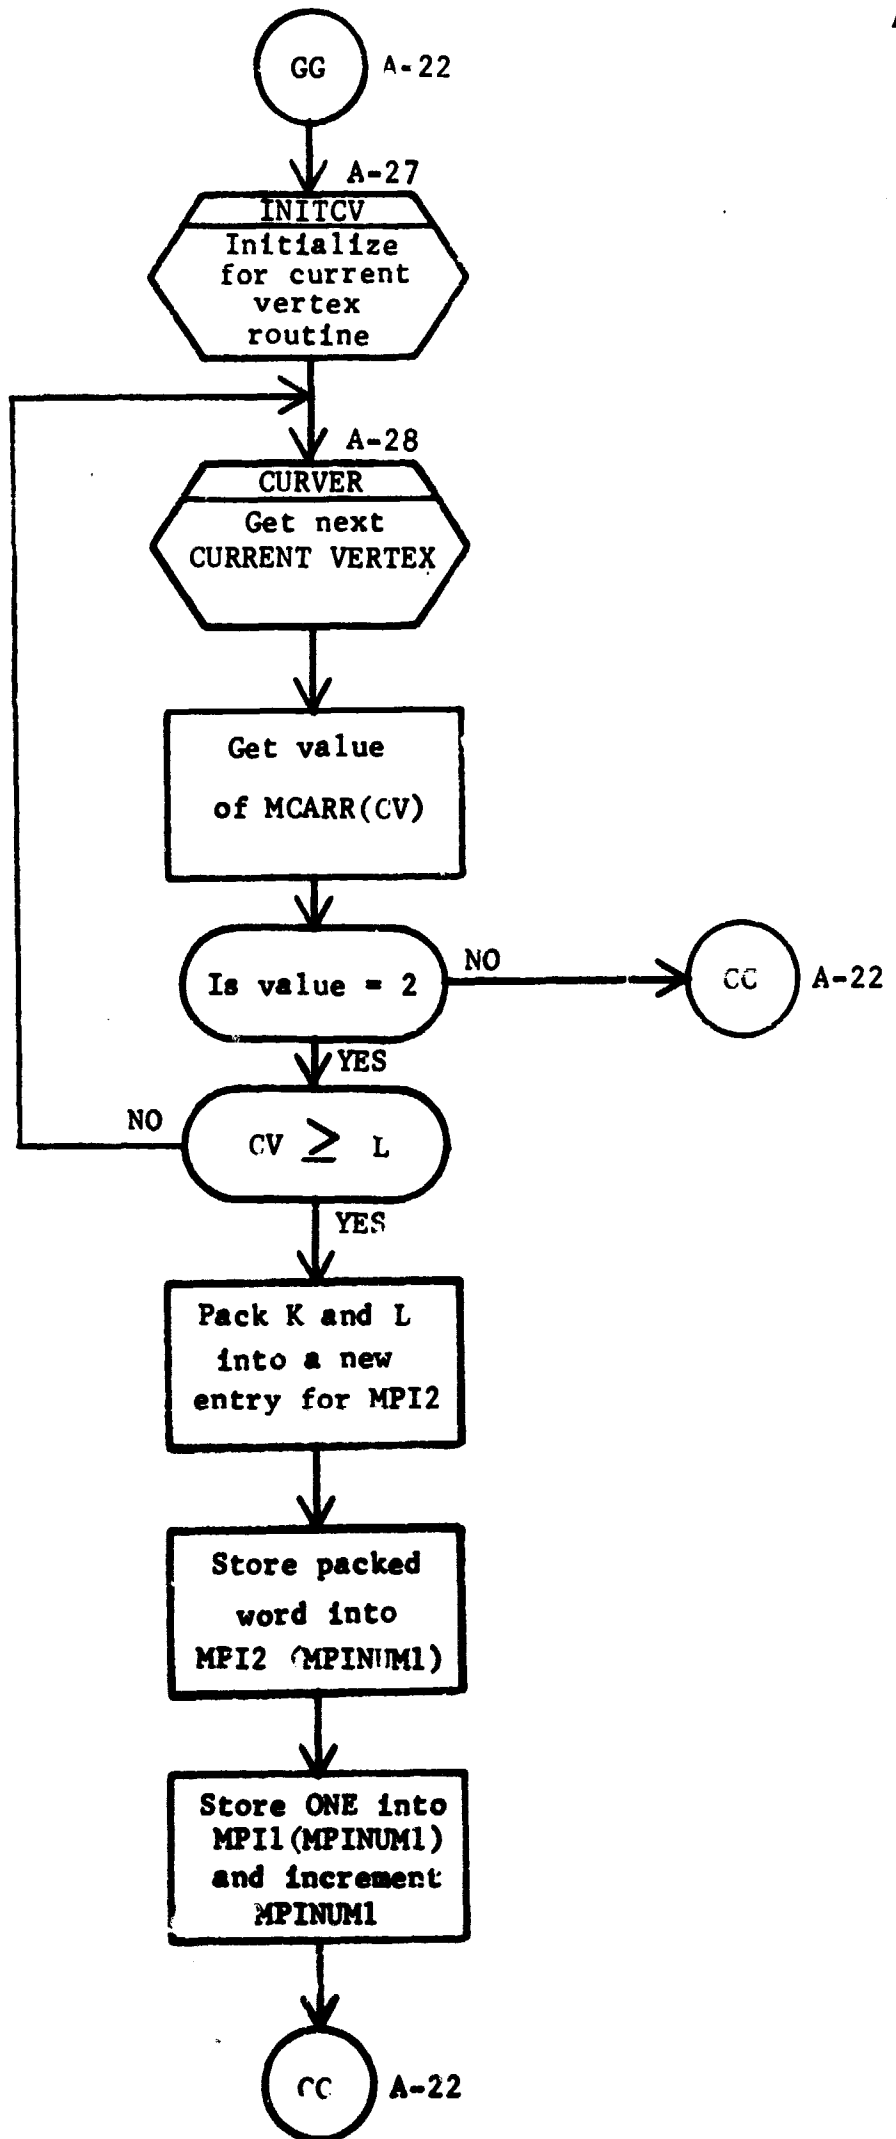 GG A-22
A-27
INITCV
Initialize
for current
vertex
routine
A-28
CURVER
Get next
CURRENT VERTEX
Get value
of MCARR(CV)
Is value = 2
NO
CC A-22
YES
NO
CV ≥ L
YES
Pack K and L
into a new
entry for MPI2
Store packed
word into
MPI2 (MPINUM1)
Store ONE into
MPI1(MPINUM1)
and increment
MPINUM1
CC A-22